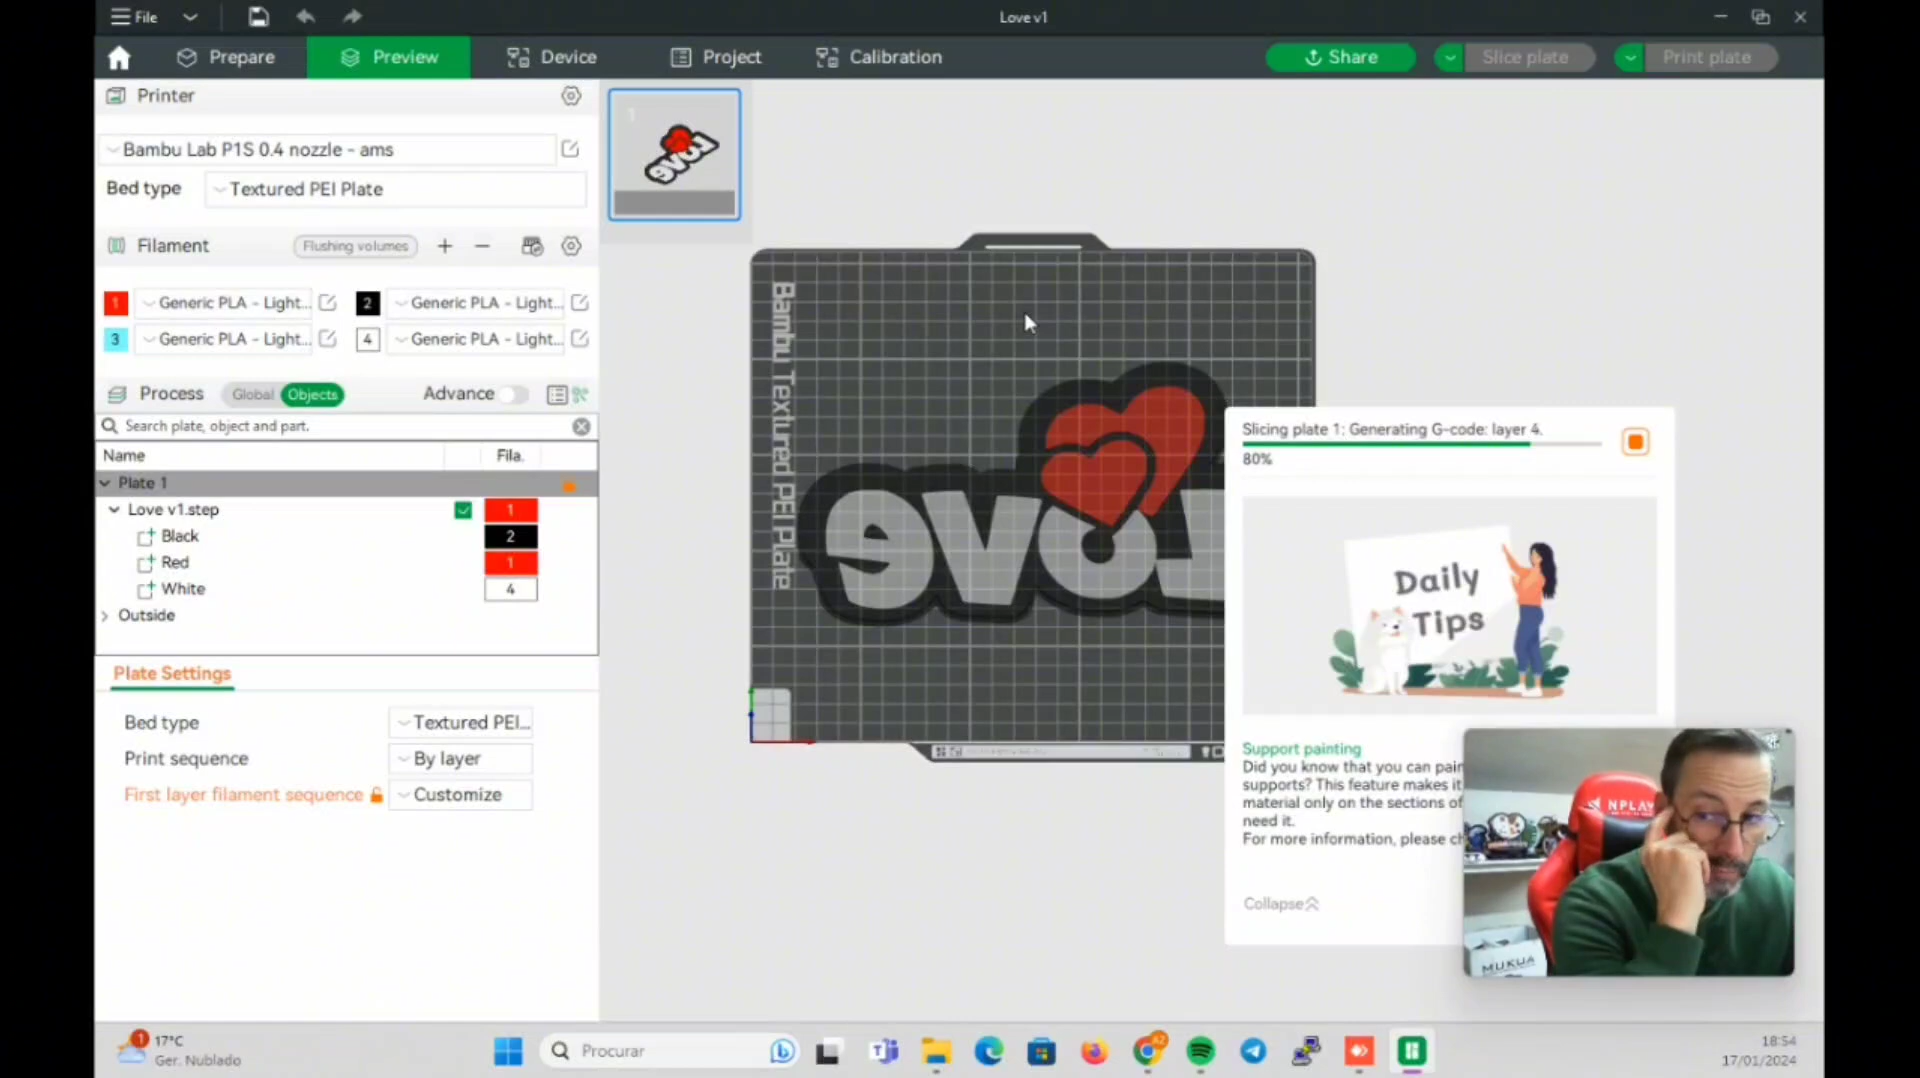 File
Love v1
Prepare
Preview
Device
Project
Calibration
Share
Slice plate
Print plate
Printer
Bambu Lab P1S 0.4 nozzle - ams
Bed type
Textured PEI Plate
Filament
Flushing volumes
1
Generic PLA - Light...
2
Generic PLA - Light...
3
Generic PLA - Light...
4
Generic PLA - Light...
Process
Global
Objects
Advance
Search plate, object and part.
Name
Fila.
Plate 1
Love v1.step
1
Black
2
Red
1
White
4
Outside
Plate Settings
Bed type
Textured PEI...
Print sequence
By layer
First layer filament sequence
Customize
1
Love
Bambu Textured PEI Plate
Love
Slicing plate 1: Generating G-code: layer 4.
80%
Daily
Tips
Support painting
Did you know that you can pain
supports? This feature makes it
material only on the sections of
need it.
For more information, please ch
Collapse
NPLAY
MUKUA
1
17°C
Ger. Nublado
Procurar
18:54
17/01/2024